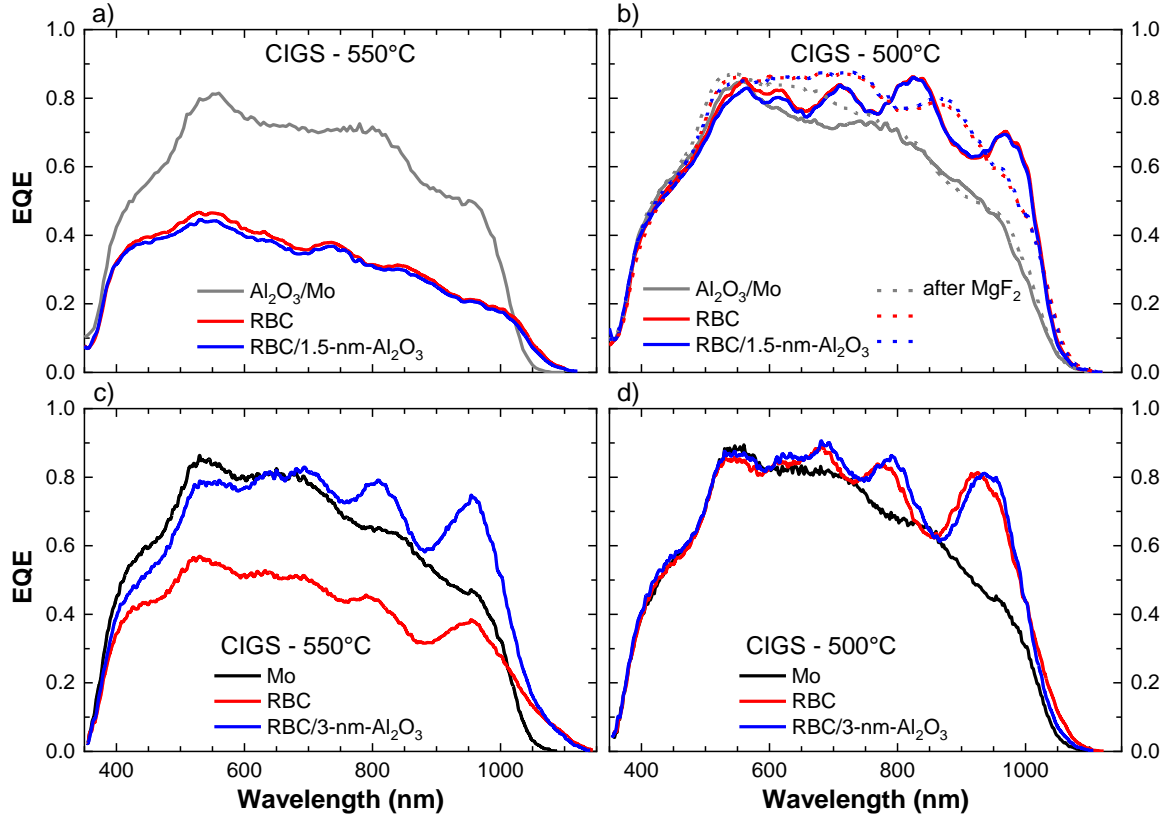 a)
CIGS - 550°C
EQE
1.0
0.8
0.6
0.4
0.2
0.0
Al₂O₃/Mo
RBC
RBC/1.5-nm-Al₂O₃
b)
CIGS - 500°C
1.0
0.8
0.6
0.4
0.2
0.0
Al₂O₃/Mo
RBC
RBC/1.5-nm-Al₂O₃
after MgF₂
c)
EQE
1.0
0.8
0.6
0.4
0.2
0.0
CIGS - 550°C
Mo
RBC
RBC/3-nm-Al₂O₃
400 600 800 1000
Wavelength (nm)
d)
1.0
0.8
0.6
0.4
0.2
0.0
CIGS - 500°C
Mo
RBC
RBC/3-nm-Al₂O₃
400 600 800 1000
Wavelength (nm)